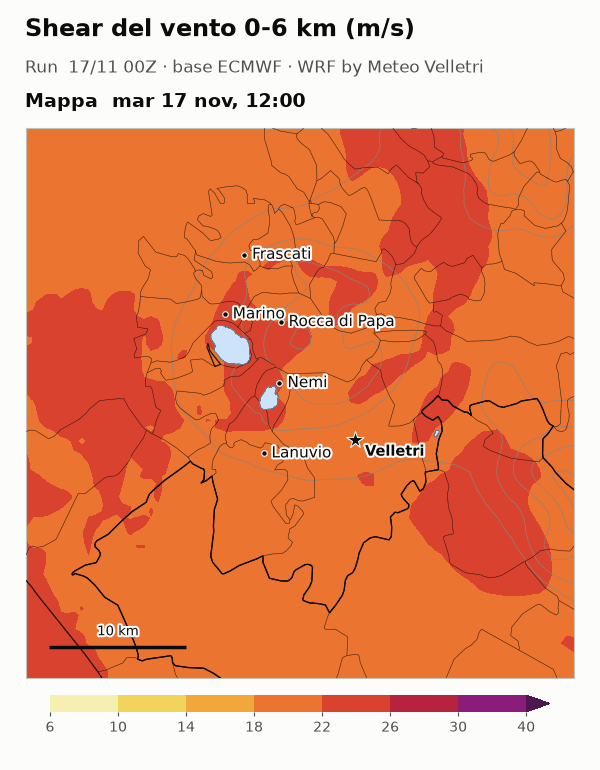 Shear del vento 0-6 km (m/s)
Run  17/11 00Z · base ECMWF · WRF by Meteo Velletri
Mappa  mar 17 nov, 12:00
Frascati
Marino
Rocca di Papa
Nemi
Velletri
Lanuvio
10 km
6 10 14 18 22 26 30 40